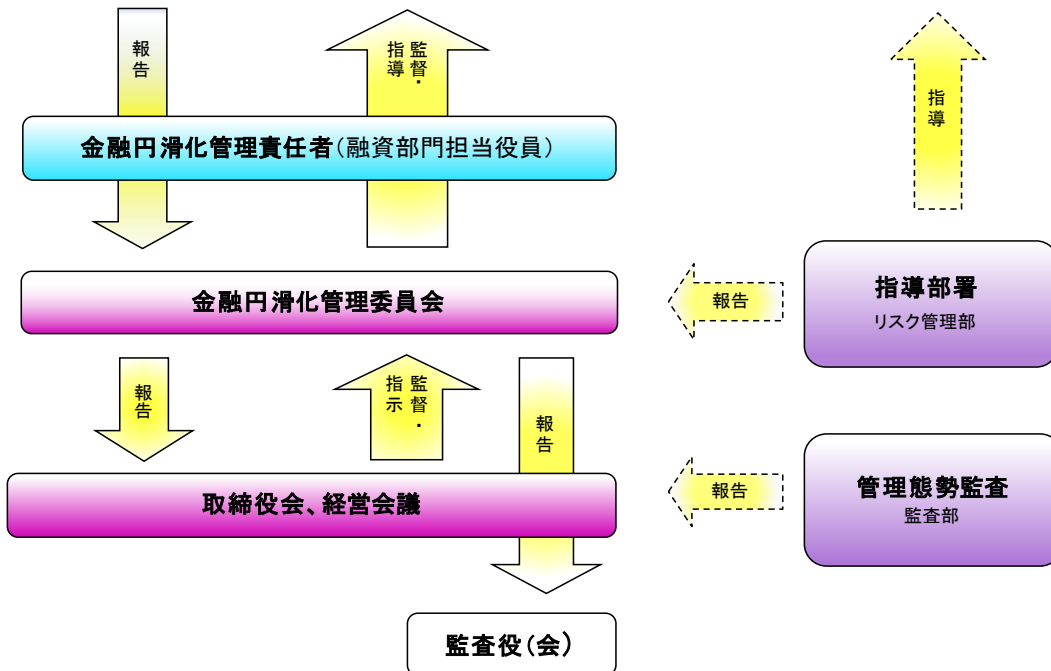 報告
監督・
指導
指導
金融円滑化管理責任者（融資部門担当役員）
金融円滑化管理委員会
報告
指導部署
リスク管理部
報告
監督・
指示
報告
取締役会、経営会議
報告
管理態勢監査
監査部
監査役（会）